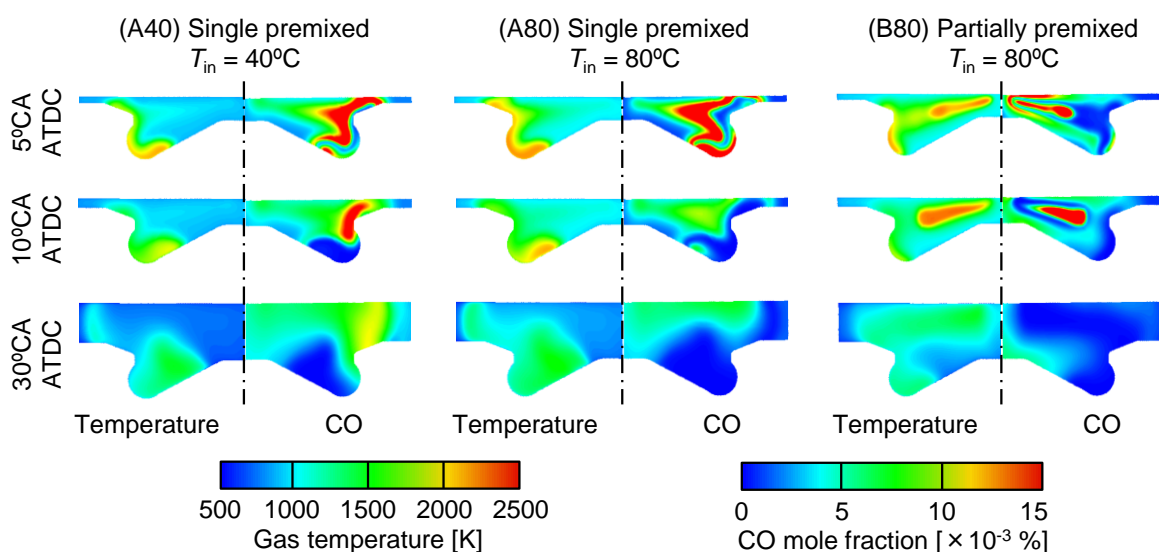 (A40) Single premixed
T_in = 40ºC
(A80) Single premixed
T_in = 80ºC
(B80) Partially premixed
T_in = 80ºC
5ºCA
ATDC
10ºCA
ATDC
30ºCA
ATDC
Temperature CO Temperature CO Temperature CO
500 1000 1500 2000 2500
Gas temperature [K]
0 5 10 15
CO mole fraction [×10⁻³ %]